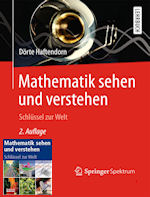 LEHRBUCH
Dörte Haftendorn
Mathematik sehen
und verstehen
Schlüssel zur Welt
2. Auflage
Mathematik sehen
und verstehen
Schlüssel zur Welt
Springer Spektrum